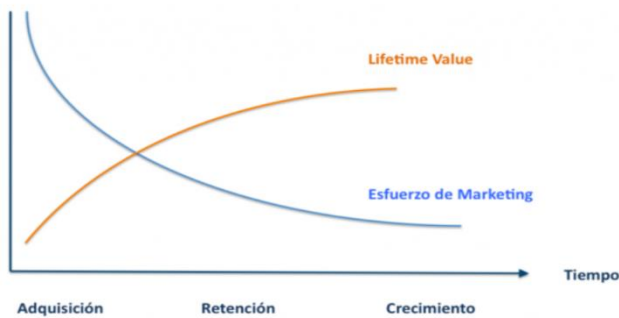 Lifetime Value
Esfuerzo de Marketing
Tiempo
Adquisición Retención Crecimiento